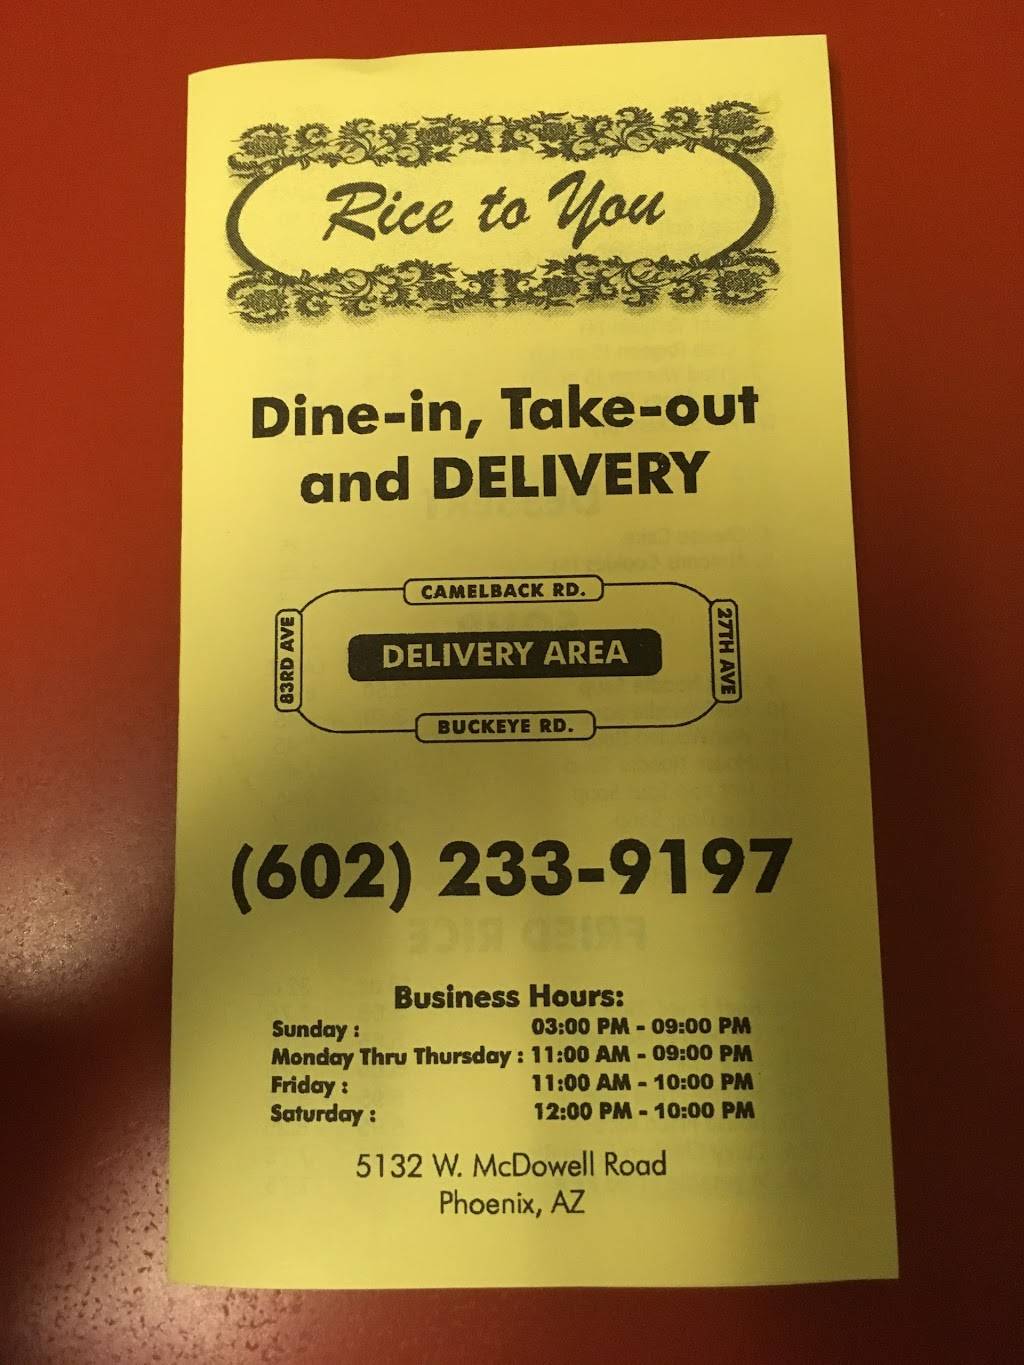 Rice to You
Dine-in, Take-out
and DELIVERY
CAMELBACK RD.
83RD AVE
DELIVERY AREA
27TH AVE
BUCKEYE RD.
(602) 233-9197
Business Hours:
Sunday : 03:00 PM - 09:00 PM
Monday Thru Thursday : 11:00 AM - 09:00 PM
Friday : 11:00 AM - 10:00 PM
Saturday : 12:00 PM - 10:00 PM
5132 W. McDowell Road
Phoenix, AZ
FRIED RICE